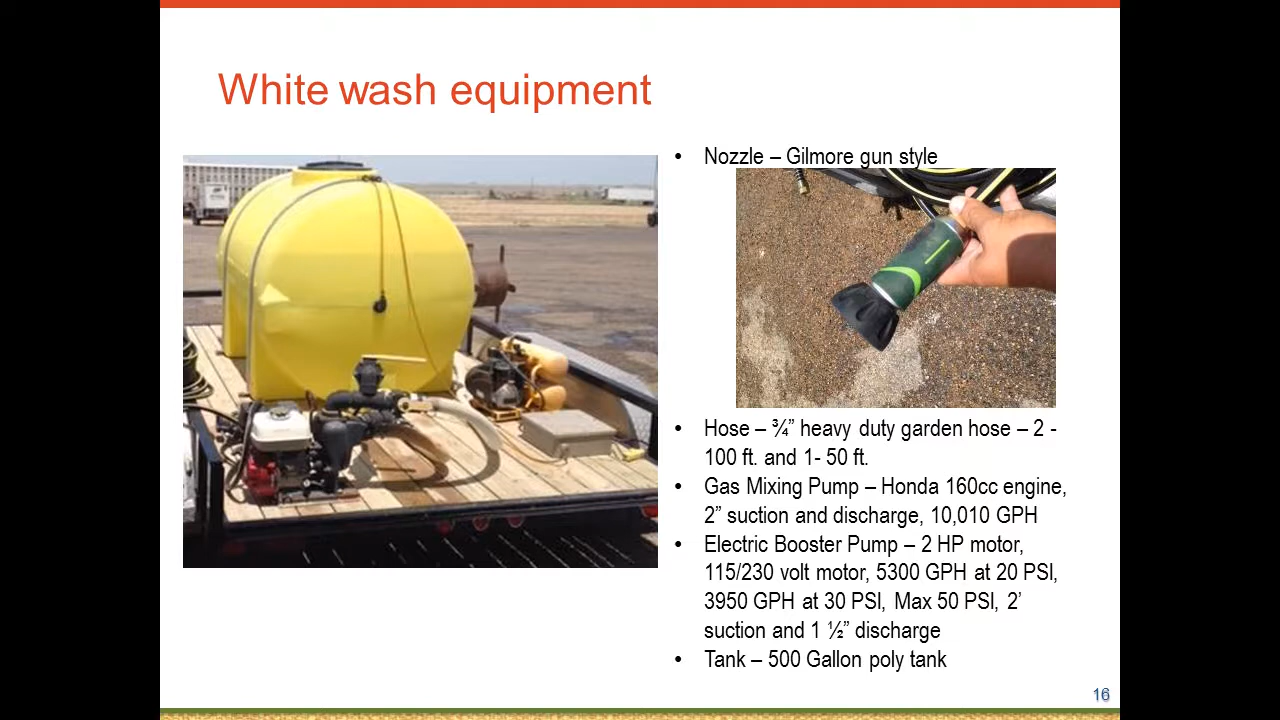 White wash equipment
• Nozzle – Gilmore gun style
• Hose – ¾” heavy duty garden hose – 2 -
100 ft. and 1- 50 ft.
• Gas Mixing Pump – Honda 160cc engine,
2” suction and discharge, 10,010 GPH
• Electric Booster Pump – 2 HP motor,
115/230 volt motor, 5300 GPH at 20 PSI,
3950 GPH at 30 PSI, Max 50 PSI, 2’
suction and 1 ½” discharge
• Tank – 500 Gallon poly tank
16